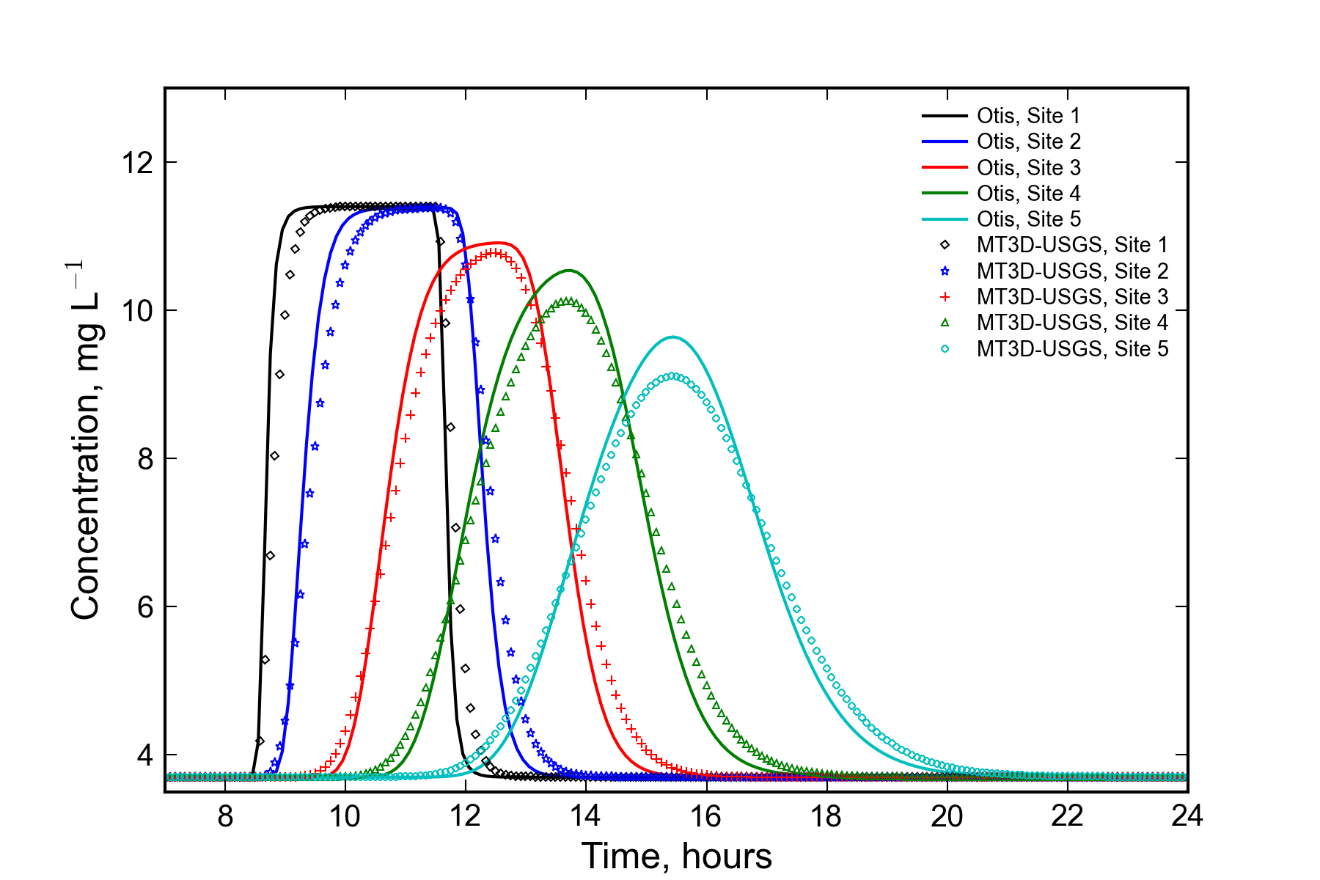 Otis, Site 1
Otis, Site 2
Otis, Site 3
Otis, Site 4
Otis, Site 5
MT3D-USGS, Site 1
MT3D-USGS, Site 2
MT3D-USGS, Site 3
MT3D-USGS, Site 4
MT3D-USGS, Site 5
Concentration, mg L⁻¹
12
10
8
6
4
8 10 12 14 16 18 20 22 24
Time, hours